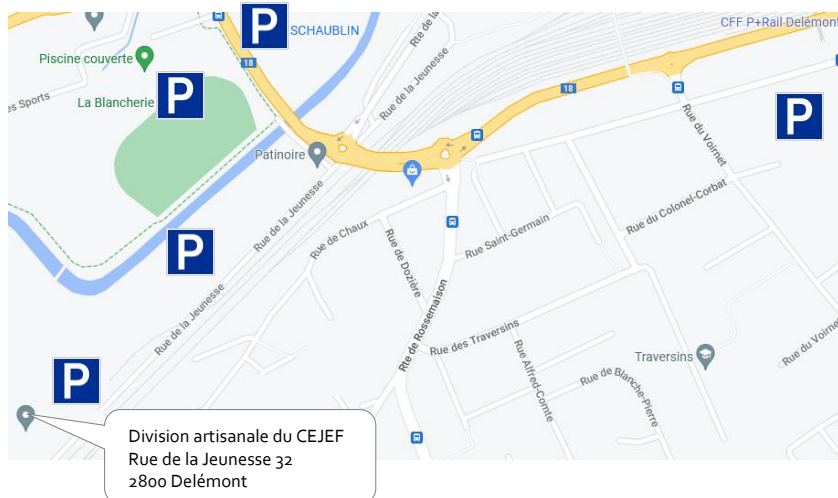 P
SCHAUBLIN
CFF P+Rail Delémont
Rte de la
Piscine couverte
18
Rue de la Jeunesse
18
es Sports
La Blancherie
P
P
Rue du Voirnet
Patinoire
Rue de la Jeunesse
Rue du Colonel-Corbat
Rue de Chaux
Rue Saint-Germain
P
Rue de Dozière
Rte de Rossemaison
Rue de la Jeunesse
Rue des Traversins
Rue Alfred-Comte
Traversins
Rue du Voirnet
Rue de Blanche-Pierre
P
Division artisanale du CEJEF
Rue de la Jeunesse 32
2800 Delémont